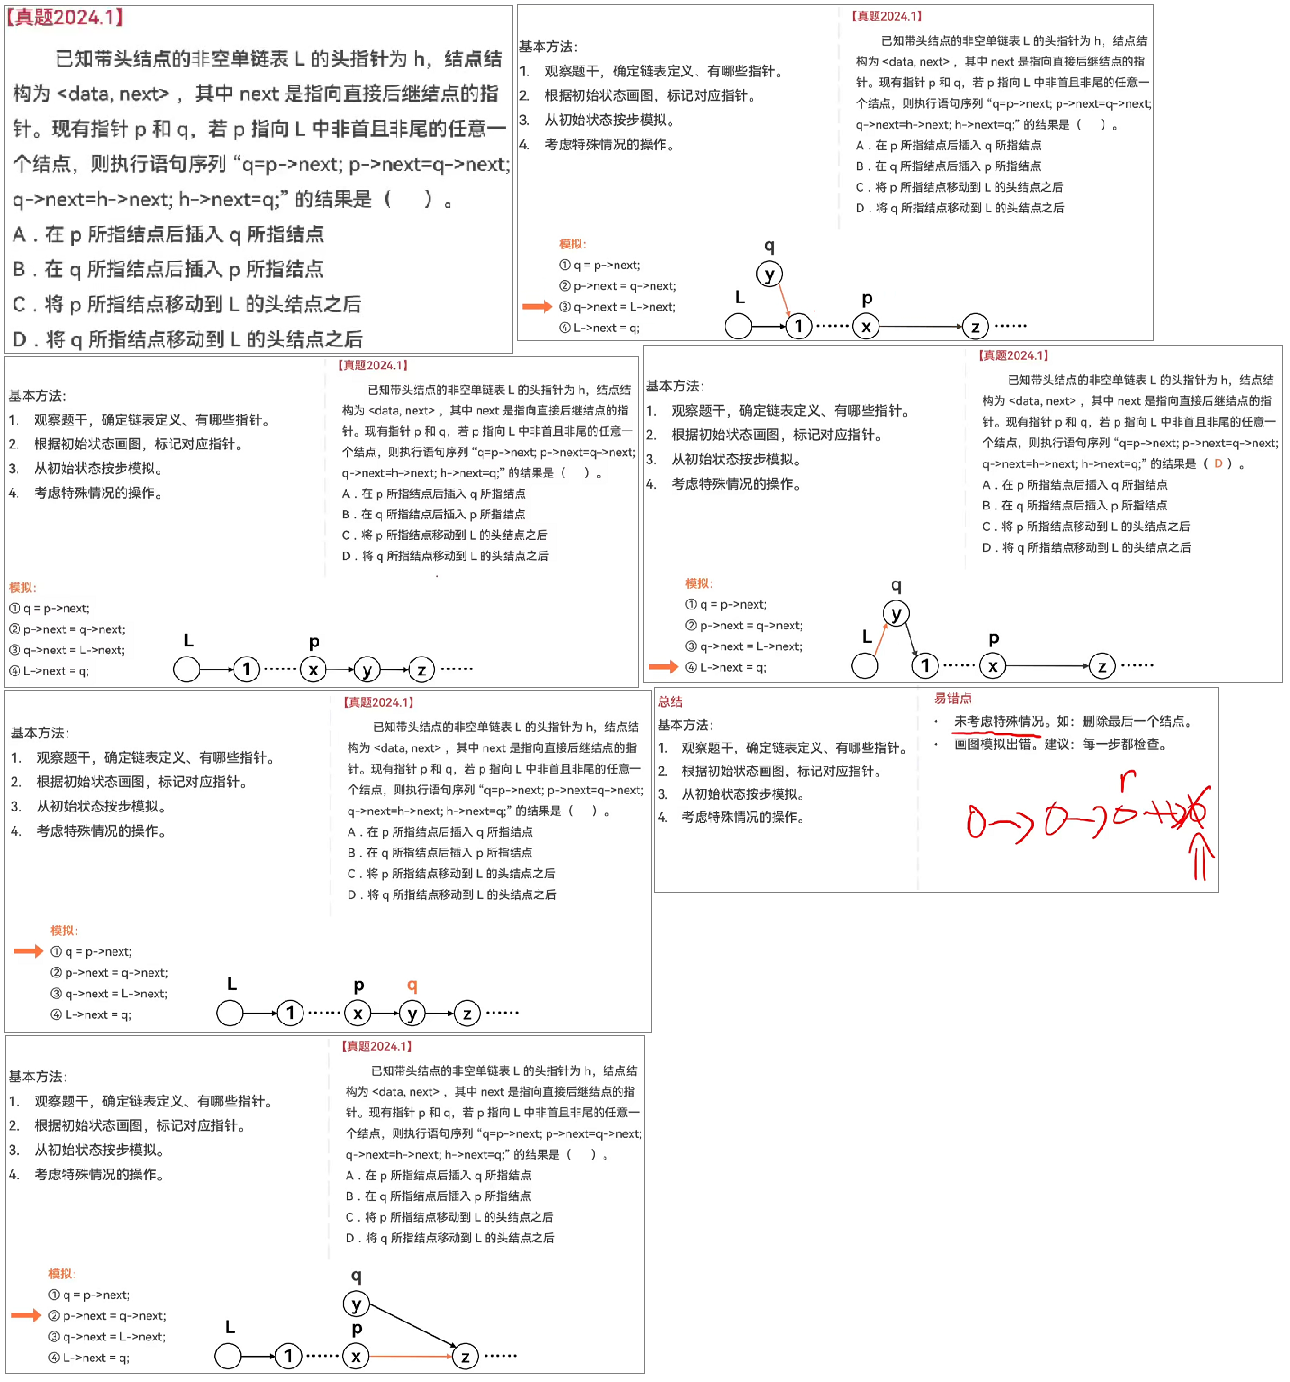 【真题2024.1】
已知带头结点的非空单链表 L 的头指针为 h，结点结
构为 <data, next> ，其中 next 是指向直接后继结点的指
针。现有指针 p 和 q，若 p 指向 L 中非首且非尾的任意一
个结点，则执行语句序列 “q=p->next; p->next=q->next;
q->next=h->next; h->next=q;” 的结果是（　　）。
A . 在 p 所指结点后插入 q 所指结点
B . 在 q 所指结点后插入 p 所指结点
C . 将 p 所指结点移动到 L 的头结点之后
D . 将 q 所指结点移动到 L 的头结点之后
基本方法：
1. 观察题干，确定链表定义、有哪些指针。
2. 根据初始状态画图，标记对应指针。
3. 从初始状态按步模拟。
4. 考虑特殊情况的操作。
【真题2024.1】
已知带头结点的非空单链表 L 的头指针为 h，结点结
构为 <data, next> ，其中 next 是指向直接后继结点的指
针。现有指针 p 和 q，若 p 指向 L 中非首且非尾的任意一
个结点，则执行语句序列 “q=p->next; p->next=q->next;
q->next=h->next; h->next=q;” 的结果是（　　）。
A . 在 p 所指结点后插入 q 所指结点
B . 在 q 所指结点后插入 p 所指结点
C . 将 p 所指结点移动到 L 的头结点之后
D . 将 q 所指结点移动到 L 的头结点之后
模拟：
① q = p->next;
② p->next = q->next;
③ q->next = L->next;
④ L->next = q;
q
y
L p
1 ······ x z ······
基本方法：
1. 观察题干，确定链表定义、有哪些指针。
2. 根据初始状态画图，标记对应指针。
3. 从初始状态按步模拟。
4. 考虑特殊情况的操作。
【真题2024.1】
已知带头结点的非空单链表 L 的头指针为 h，结点结
构为 <data, next> ，其中 next 是指向直接后继结点的指
针。现有指针 p 和 q，若 p 指向 L 中非首且非尾的任意一
个结点，则执行语句序列 “q=p->next; p->next=q->next;
q->next=h->next; h->next=q;” 的结果是（　　）。
A . 在 p 所指结点后插入 q 所指结点
B . 在 q 所指结点后插入 p 所指结点
C . 将 p 所指结点移动到 L 的头结点之后
D . 将 q 所指结点移动到 L 的头结点之后
模拟：
① q = p->next;
② p->next = q->next;
③ q->next = L->next;
④ L->next = q;
L p
1 ······ x y z ······
基本方法：
1. 观察题干，确定链表定义、有哪些指针。
2. 根据初始状态画图，标记对应指针。
3. 从初始状态按步模拟。
4. 考虑特殊情况的操作。
【真题2024.1】
已知带头结点的非空单链表 L 的头指针为 h，结点结
构为 <data, next> ，其中 next 是指向直接后继结点的指
针。现有指针 p 和 q，若 p 指向 L 中非首且非尾的任意一
个结点，则执行语句序列 “q=p->next; p->next=q->next;
q->next=h->next; h->next=q;” 的结果是（ D ）。
A . 在 p 所指结点后插入 q 所指结点
B . 在 q 所指结点后插入 p 所指结点
C . 将 p 所指结点移动到 L 的头结点之后
D . 将 q 所指结点移动到 L 的头结点之后
模拟：
① q = p->next;
② p->next = q->next;
③ q->next = L->next;
④ L->next = q;
q
y
L p
1 ······ x z ······
基本方法：
1. 观察题干，确定链表定义、有哪些指针。
2. 根据初始状态画图，标记对应指针。
3. 从初始状态按步模拟。
4. 考虑特殊情况的操作。
【真题2024.1】
已知带头结点的非空单链表 L 的头指针为 h，结点结
构为 <data, next> ，其中 next 是指向直接后继结点的指
针。现有指针 p 和 q，若 p 指向 L 中非首且非尾的任意一
个结点，则执行语句序列 “q=p->next; p->next=q->next;
q->next=h->next; h->next=q;” 的结果是（　　）。
A . 在 p 所指结点后插入 q 所指结点
B . 在 q 所指结点后插入 p 所指结点
C . 将 p 所指结点移动到 L 的头结点之后
D . 将 q 所指结点移动到 L 的头结点之后
模拟：
① q = p->next;
② p->next = q->next;
③ q->next = L->next;
④ L->next = q;
L p q
1 ······ x y z ······
总结
基本方法：
1. 观察题干，确定链表定义、有哪些指针。
2. 根据初始状态画图，标记对应指针。
3. 从初始状态按步模拟。
4. 考虑特殊情况的操作。
易错点
· 未考虑特殊情况。如：删除最后一个结点。
· 画图模拟出错。建议：每一步都检查。
r
基本方法：
1. 观察题干，确定链表定义、有哪些指针。
2. 根据初始状态画图，标记对应指针。
3. 从初始状态按步模拟。
4. 考虑特殊情况的操作。
【真题2024.1】
已知带头结点的非空单链表 L 的头指针为 h，结点结
构为 <data, next> ，其中 next 是指向直接后继结点的指
针。现有指针 p 和 q，若 p 指向 L 中非首且非尾的任意一
个结点，则执行语句序列 “q=p->next; p->next=q->next;
q->next=h->next; h->next=q;” 的结果是（　　）。
A . 在 p 所指结点后插入 q 所指结点
B . 在 q 所指结点后插入 p 所指结点
C . 将 p 所指结点移动到 L 的头结点之后
D . 将 q 所指结点移动到 L 的头结点之后
模拟：
① q = p->next;
② p->next = q->next;
③ q->next = L->next;
④ L->next = q;
q
y
L p
1 ······ x z ······